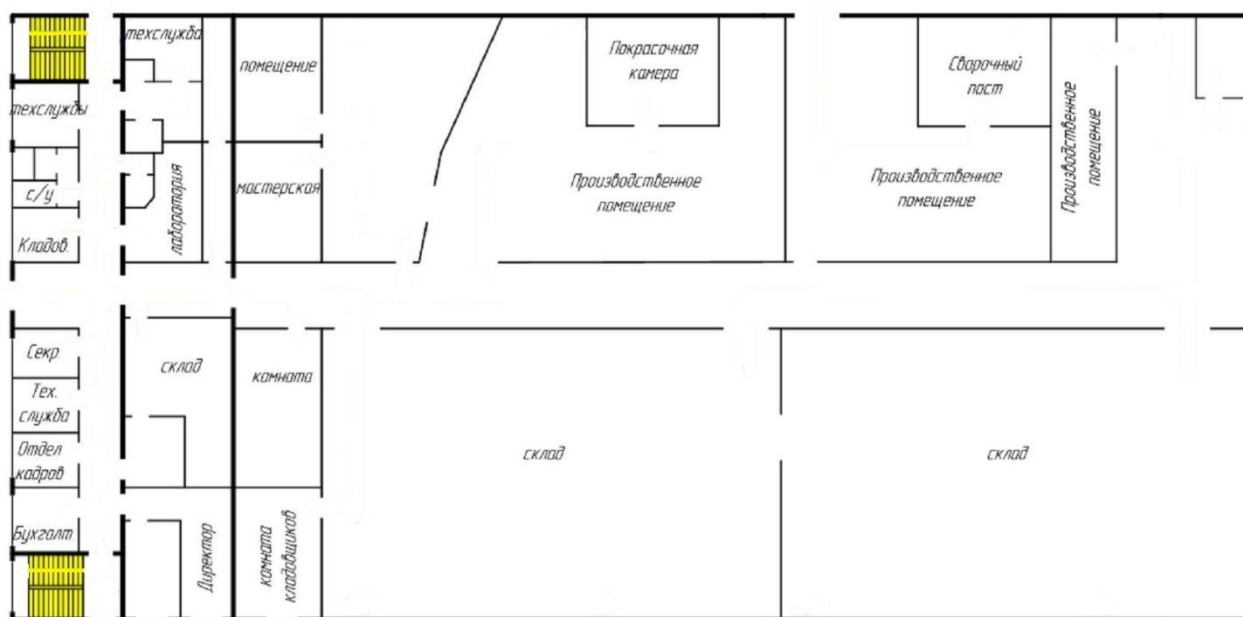 техслужба
помещение
Покрасочная
камера
Сварочный
пост
Производственное
помещение
техслужды
с/у
Кладов.
лаборатория
мастерская
Производственное
помещение
Производственное
помещение
Секр.
Тех.
служба
Отдел
кадров
Бухгалт
склад
комната
Директор
комната
кладовщиков
склад
склад